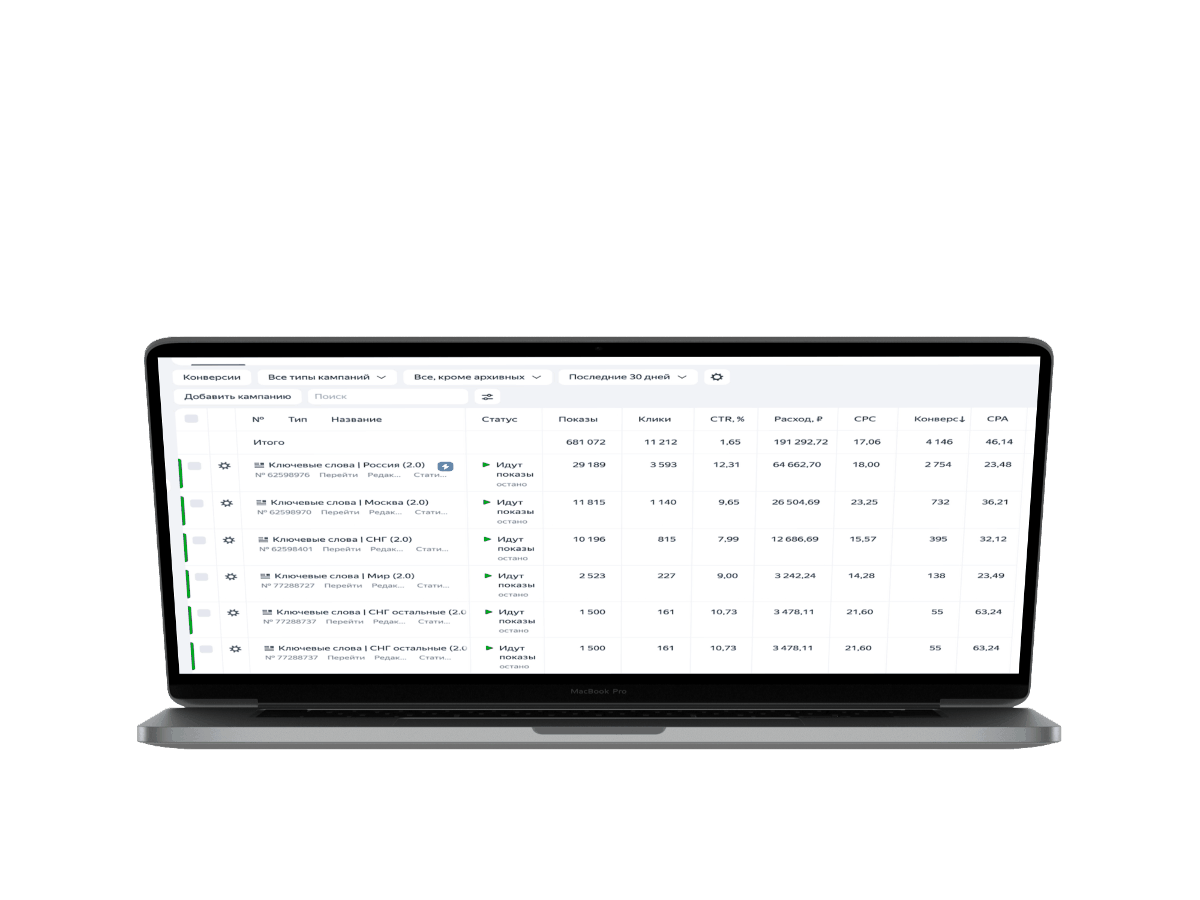 Конверсии Все типы кампаний Все, кроме архивных Последние 30 дней
Добавить кампанию Поиск
№ Тип Название Статус Показы Клики CTR, % Расход, ₽ CPC Конверс↓ CPA
Итого 681 072 11 212 1,65 191 292,72 17,06 4 146 46,14
Ключевые слова | Россия (2.0) Идут 29 189 3 593 12,31 64 662,70 18,00 2 754 23,48
№ 62598976 Перейти Редак... Стати... показы
остано
Ключевые слова | Москва (2.0) Идут 11 815 1 140 9,65 26 504,69 23,25 732 36,21
№ 62598970 Перейти Редак... Стати... показы
остано
Ключевые слова | СНГ (2.0) Идут 10 196 815 7,99 12 686,69 15,57 395 32,12
№ 62598401 Перейти Редак... Стати... показы
остано
Ключевые слова | Мир (2.0) Идут 2 523 227 9,00 3 242,24 14,28 138 23,49
№ 77288727 Перейти Редак... Стати... показы
остано
Ключевые слова | СНГ остальные (2.0 Идут 1 500 161 10,73 3 478,11 21,60 55 63,24
№ 77288737 Перейти Редак... Стати... показы
остано
Ключевые слова | СНГ остальные (2.0 Идут 1 500 161 10,73 3 478,11 21,60 55 63,24
№ 77288737 Перейти Редак... Стати... показы
остано
MacBook Pro